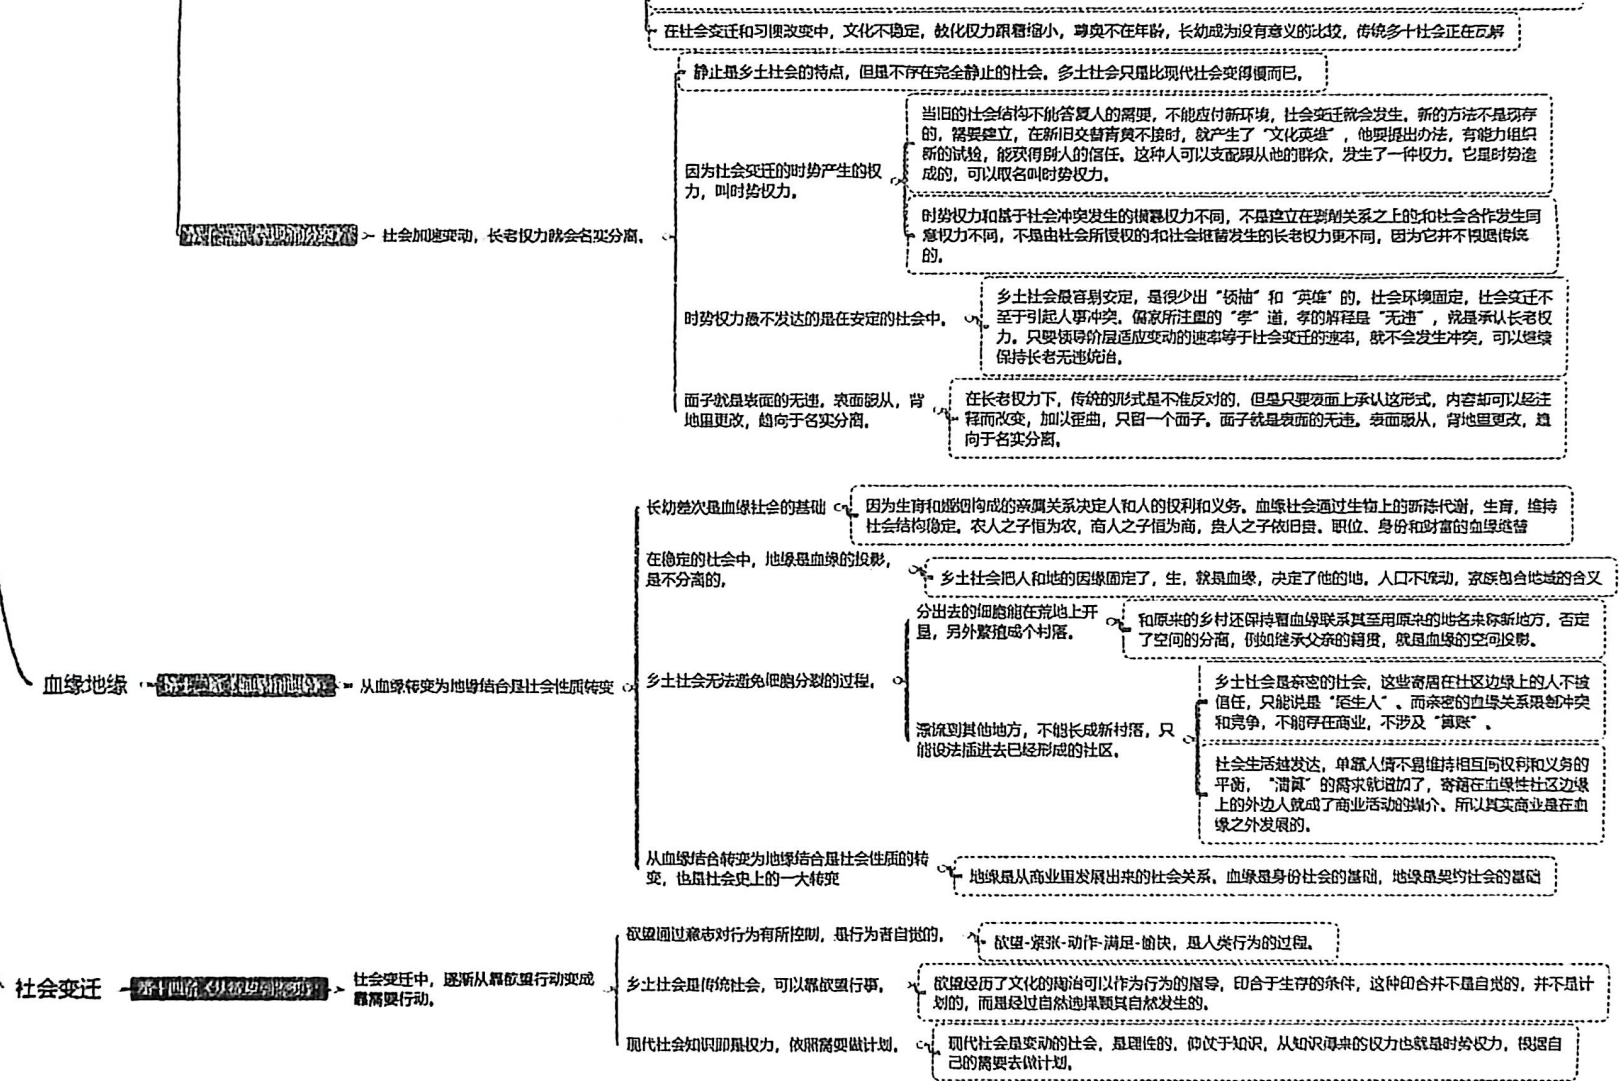 在社会变迁和习惯改变中，文化不稳定，教化权力跟着缩小，尊奥不在年龄，长幼成为没有意义的比较，传统多十社会正在瓦解
静止是乡土社会的特点，但是不存在完全静止的社会。多土社会只是比现代社会变得慢而已。
当旧的社会结构不能答复人的需要，不能应付新环境，社会变迁就会发生。新的方法不是现存
的，需要建立，在新旧交替青黄不接时，就产生了“文化英雄”，他要提出办法，有能力组织
新的试验，能获得别人的信任。这种人可以支配跟从他的群众，发生了一种权力。它是时势造
成的，可以取名叫时势权力。
因为社会变迁的时势产生的权
力，叫时势权力。
时势权力和基于社会冲突发生的横暴权力不同，不是建立在剥削关系之上的;和社会合作发生同
意权力不同，不是由社会所授权的;和社会继替发生的长老权力更不同，因为它并不根据传统
的。
社会加速变动，长老权力就会名实分离。
乡土社会最容易安定，是很少出“领袖”和“英雄”的，社会环境固定，社会变迁不
至于引起人事冲突。儒家所注重的“孝”道，孝的解释是“无违”，就是承认长老权
力。只要领导阶层适应变动的速率等于社会变迁的速率，就不会发生冲突，可以继续
保持长老无违统治。
时势权力最不发达的是在安定的社会中。
面子就是表面的无违。表面服从，背
地里更改，趋向于名实分离。
在长老权力下，传统的形式是不准反对的，但是只要表面上承认这形式，内容却可以经注
释而改变，加以歪曲，只留一个面子。面子就是表面的无违。表面服从，背地里更改，趋
向于名实分离。
长幼差次是血缘社会的基础
因为生育和婚姻构成的亲属关系决定人和人的权利和义务。血缘社会通过生物上的新陈代谢，生育，维持
社会结构稳定。农人之子恒为农，商人之子恒为商，贵人之子依旧贵。职位、身份和财富的血缘继替
在稳定的社会中，地缘是血缘的投影，
是不分离的，
乡土社会把人和地的因缘固定了，生，就是血缘，决定了他的地。人口不流动，家族包含地域的含义
分出去的细胞能在荒地上开
垦，另外繁殖成个村落。
和原来的乡村还保持着血缘联系甚至用原来的地名来称新地方，否定
了空间的分离，例如继承父亲的籍贯，就是血缘的空间投影。
血缘地缘
从血缘转变为地缘结合是社会性质转变
乡土社会无法避免细胞分裂的过程，
乡土社会是亲密的社会，这些寄居在社区边缘上的人不被
信任，只能说是“陌生人”、而亲密的血缘关系限制冲突
和竞争，不能存在商业，不涉及“算账”。
漂流到其他地方，不能长成新村落，只
能设法插进去已经形成的社区。
社会生活越发达，单靠人情不易维持相互间权利和义务的
平衡，“清算”的需求就增加了，寄籍在血缘性社区边缘
上的外边人就成了商业活动的媒介。所以其实商业是在血
缘之外发展的。
从血缘结合转变为地缘结合是社会性质的转
变，也是社会史上的一大转变
地缘是从商业里发展出来的社会关系。血缘是身份社会的基础，地缘是契约社会的基础
欲望通过意志对行为有所控制，是行为者自觉的。
欲望-紧张-动作-满足-愉快，是人类行为的过程。
社会变迁
社会变迁中，逐渐从靠欲望行动变成
靠需要行动。
乡土社会是传统社会，可以靠欲望行事。
欲望经历了文化的陶冶可以作为行为的指导，印合于生存的条件，这种印合并不是自觉的，并不是计
划的，而是经过自然选择顺其自然发生的。
现代社会知识即是权力，依照需要做计划。
现代社会是变动的社会，是理性的，仰仗于知识，从知识得来的权力也就是时势权力，根据自
己的需要去做计划。